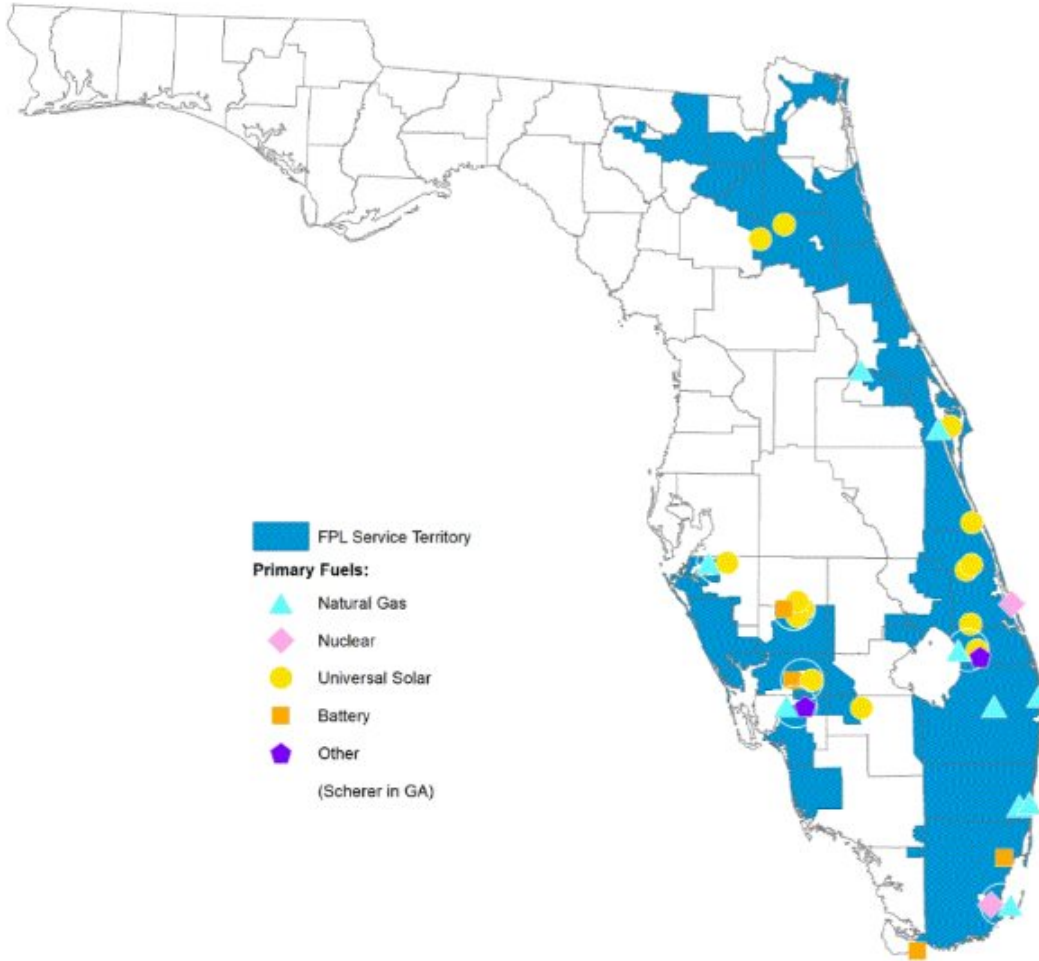 FPL Service Territory
Primary Fuels:
Natural Gas
Nuclear
Universal Solar
Battery
Other
(Scherer in GA)